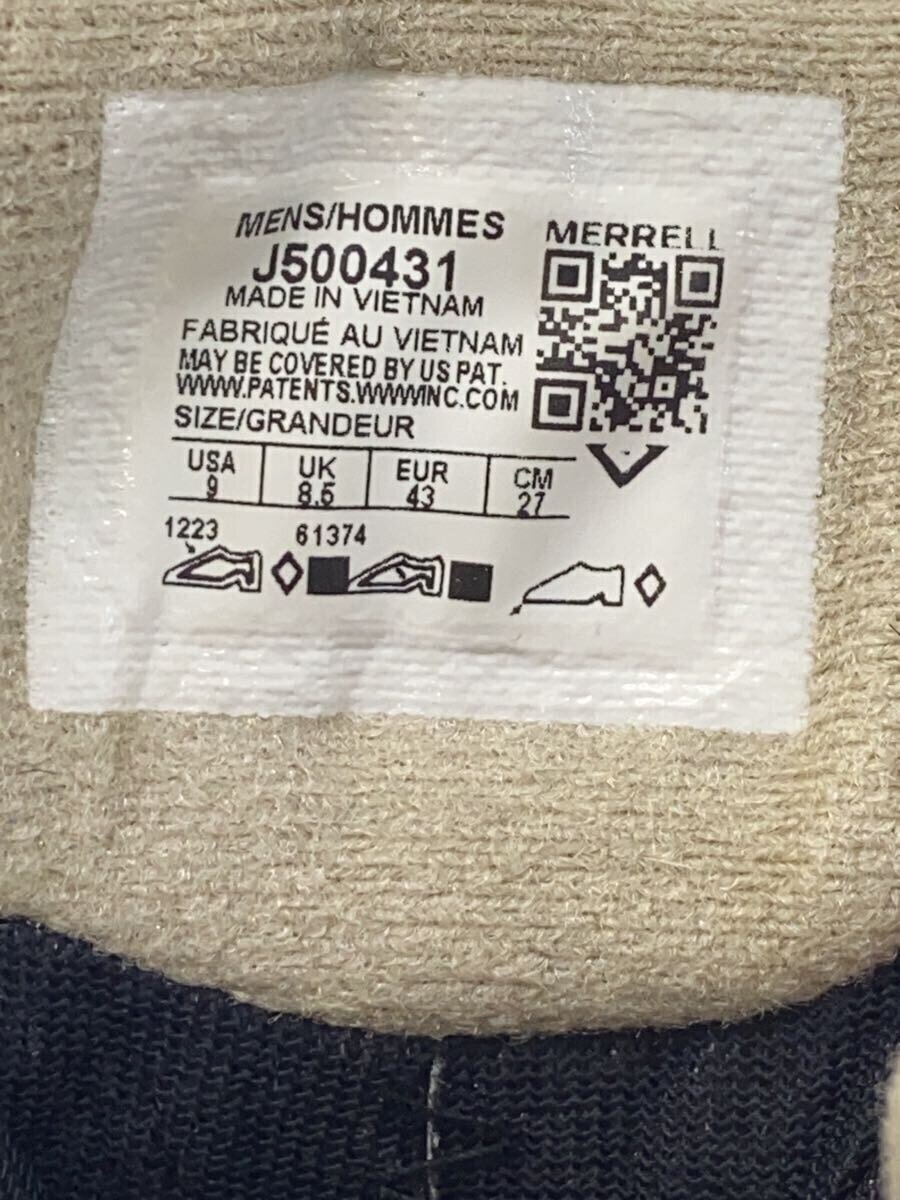 MENS/HOMMES
J500431
MADE IN VIETNAM
FABRIQUÉ AU VIETNAM
MAY BE COVERED BY US PAT.
WWW.PATENTS.WWWINC.COM
SIZE/GRANDEUR
MERRELL
USA UK EUR CM
9 8.5 43 27
1223 61374